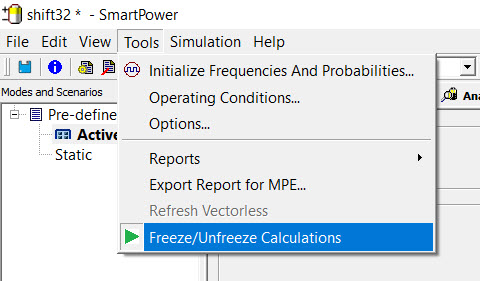 shift32 * - SmartPower
File Edit View Tools Simulation Help
Initialize Frequencies And Probabilities...
Operating Conditions...
Options...
Reports
Export Report for MPE...
Refresh Vectorless
Freeze/Unfreeze Calculations
Modes and Scenarios
Pre-define
Active
Static
Ana